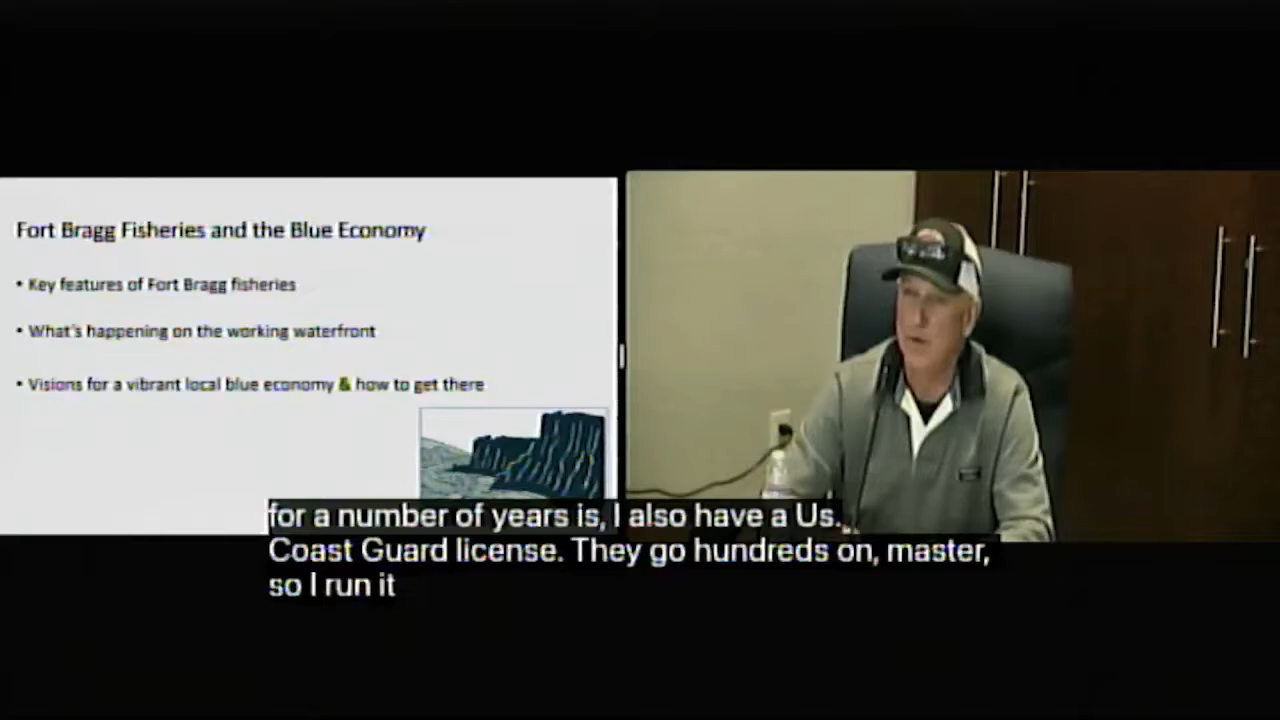 Fort Bragg Fisheries and the Blue Economy
• Key features of Fort Bragg fisheries
• What's happening on the working waterfront
• Visions for a vibrant local blue economy & how to get there
for a number of years is, I also have a Us.
Coast Guard license. They go hundreds on, master,
so I run it